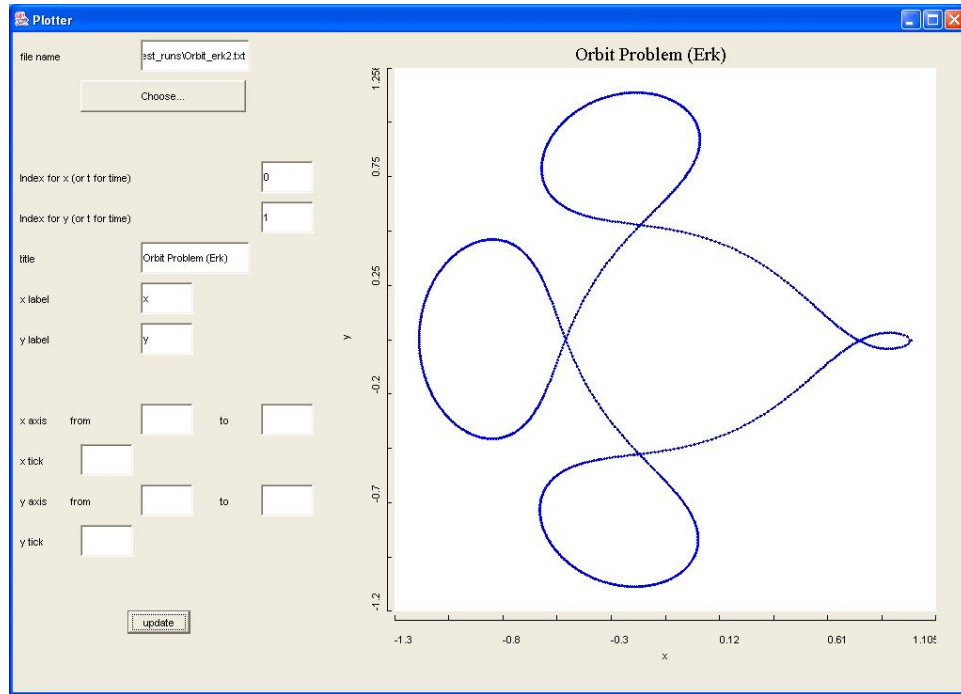 Plotter
file name
est_runs\Orbit_erk2.txt
Choose...
Index for x (or t for time)
0
Index for y (or t for time)
1
title
Orbit Problem (Erk)
x label
x
y label
y
x axis from to
x tick
y axis from to
y tick
update
Orbit Problem (Erk)
1.25
0.75
0.25
-0.2
-0.7
-1.2
y
-1.3 -0.8 -0.3 0.12 0.61 1.105
x